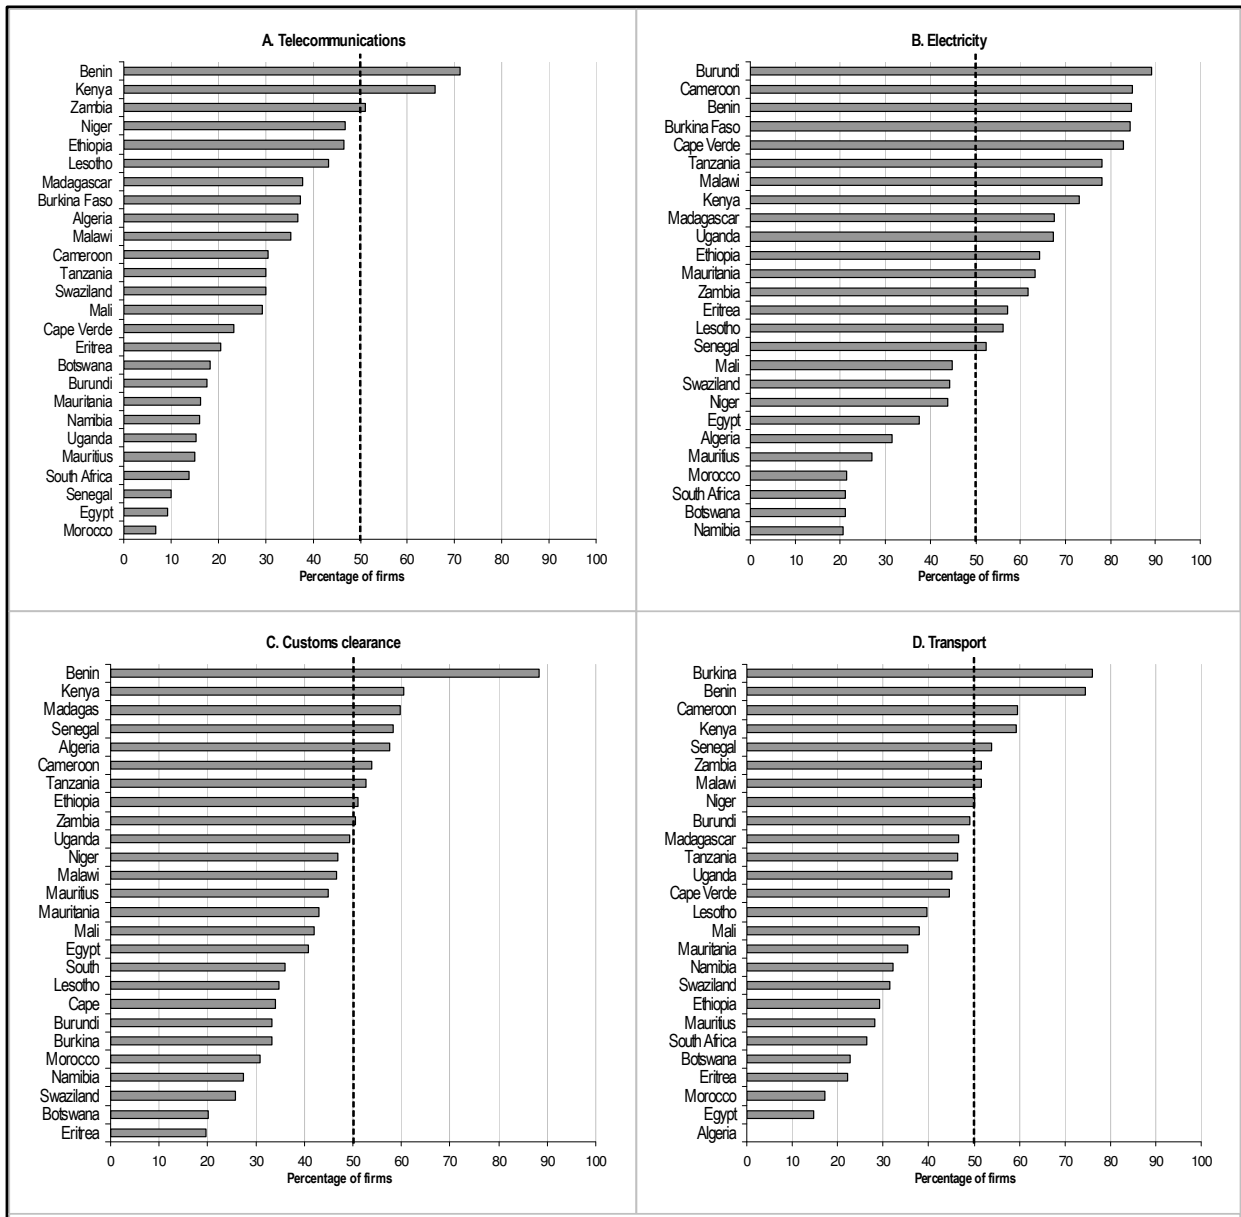 A. Telecommunications
Benin
Kenya
Zambia
Niger
Ethiopia
Lesotho
Madagascar
Burkina Faso
Algeria
Malawi
Cameroon
Tanzania
Swaziland
Mali
Cape Verde
Eritrea
Botswana
Burundi
Mauritania
Namibia
Uganda
Mauritius
South Africa
Senegal
Egypt
Morocco
0 10 20 30 40 50 60 70 80 90 100
Percentage of firms
B. Electricity
Burundi
Cameroon
Benin
Burkina Faso
Cape Verde
Tanzania
Malawi
Kenya
Madagascar
Uganda
Ethiopia
Mauritania
Zambia
Eritrea
Lesotho
Senegal
Mali
Swaziland
Niger
Egypt
Algeria
Mauritius
Morocco
South Africa
Botswana
Namibia
0 10 20 30 40 50 60 70 80 90 100
Percentage of firms
C. Customs clearance
Benin
Kenya
Madagas
Senegal
Algeria
Cameroon
Tanzania
Ethiopia
Zambia
Uganda
Niger
Malawi
Mauritius
Mauritania
Mali
Egypt
South
Lesotho
Cape
Burundi
Burkina
Morocco
Namibia
Swaziland
Botswana
Eritrea
0 10 20 30 40 50 60 70 80 90 100
Percentage of firms
D. Transport
Burkina
Benin
Cameroon
Kenya
Senegal
Zambia
Malawi
Niger
Burundi
Madagascar
Tanzania
Uganda
Cape Verde
Lesotho
Mali
Mauritania
Namibia
Swaziland
Ethiopia
Mauritius
South Africa
Botswana
Eritrea
Morocco
Egypt
Algeria
0 10 20 30 40 50 60 70 80 90 100
Percentage of firms